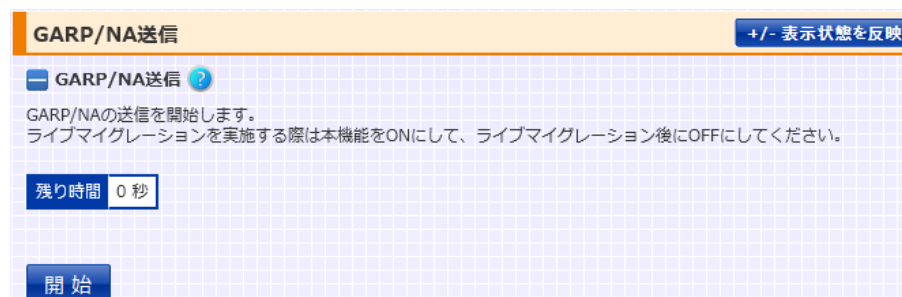 GARP/NA送信
+/- 表示状態を反映
GARP/NA送信
GARP/NAの送信を開始します。
ライブマイグレーションを実施する際は本機能をONにして、ライブマイグレーション後にOFFにしてください。
残り時間 0 秒
開 始